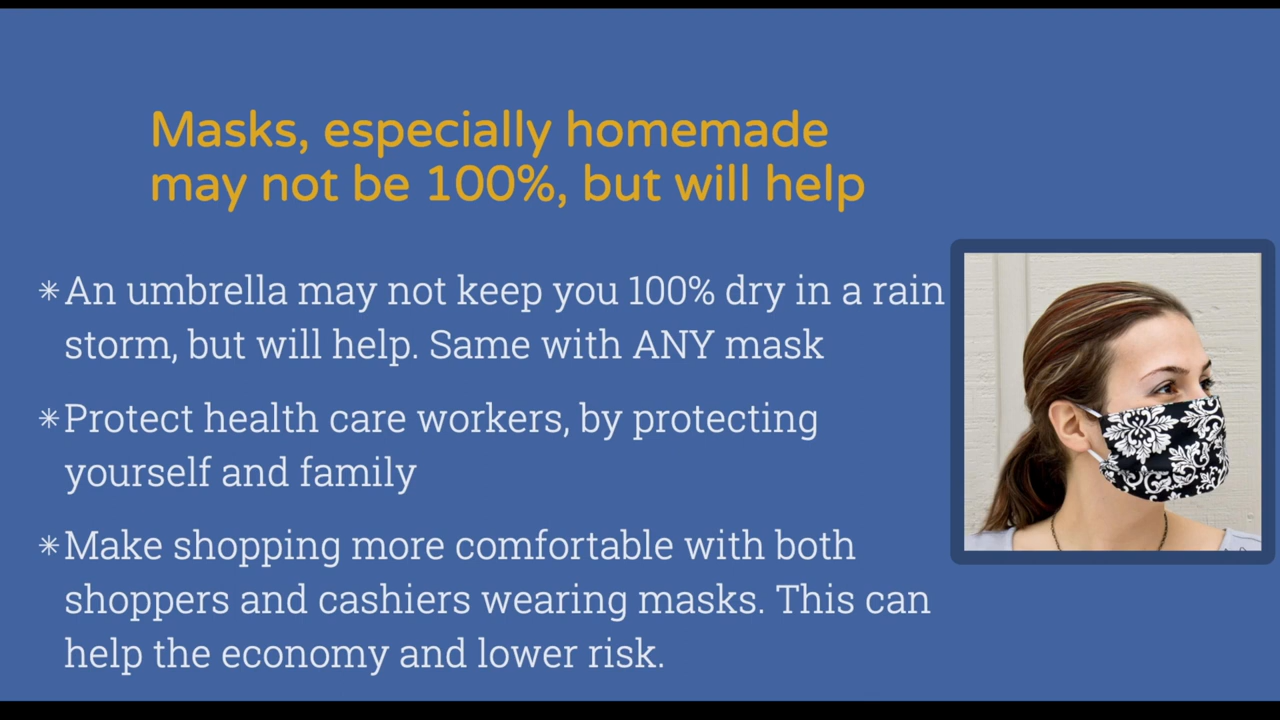 Masks, especially homemade
may not be 100%, but will help
✳An umbrella may not keep you 100% dry in a rain
storm, but will help. Same with ANY mask
✳Protect health care workers, by protecting
yourself and family
✳Make shopping more comfortable with both
shoppers and cashiers wearing masks. This can
help the economy and lower risk.